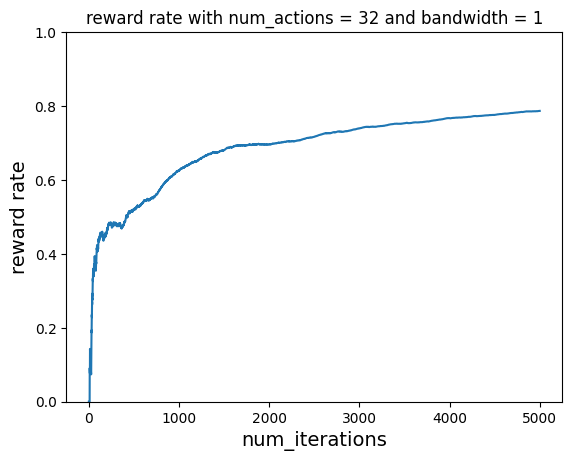 reward rate with num_actions = 32 and bandwidth = 1
1.0
0.8
0.6
0.4
0.2
0.0
reward rate
0 1000 2000 3000 4000 5000
num_iterations